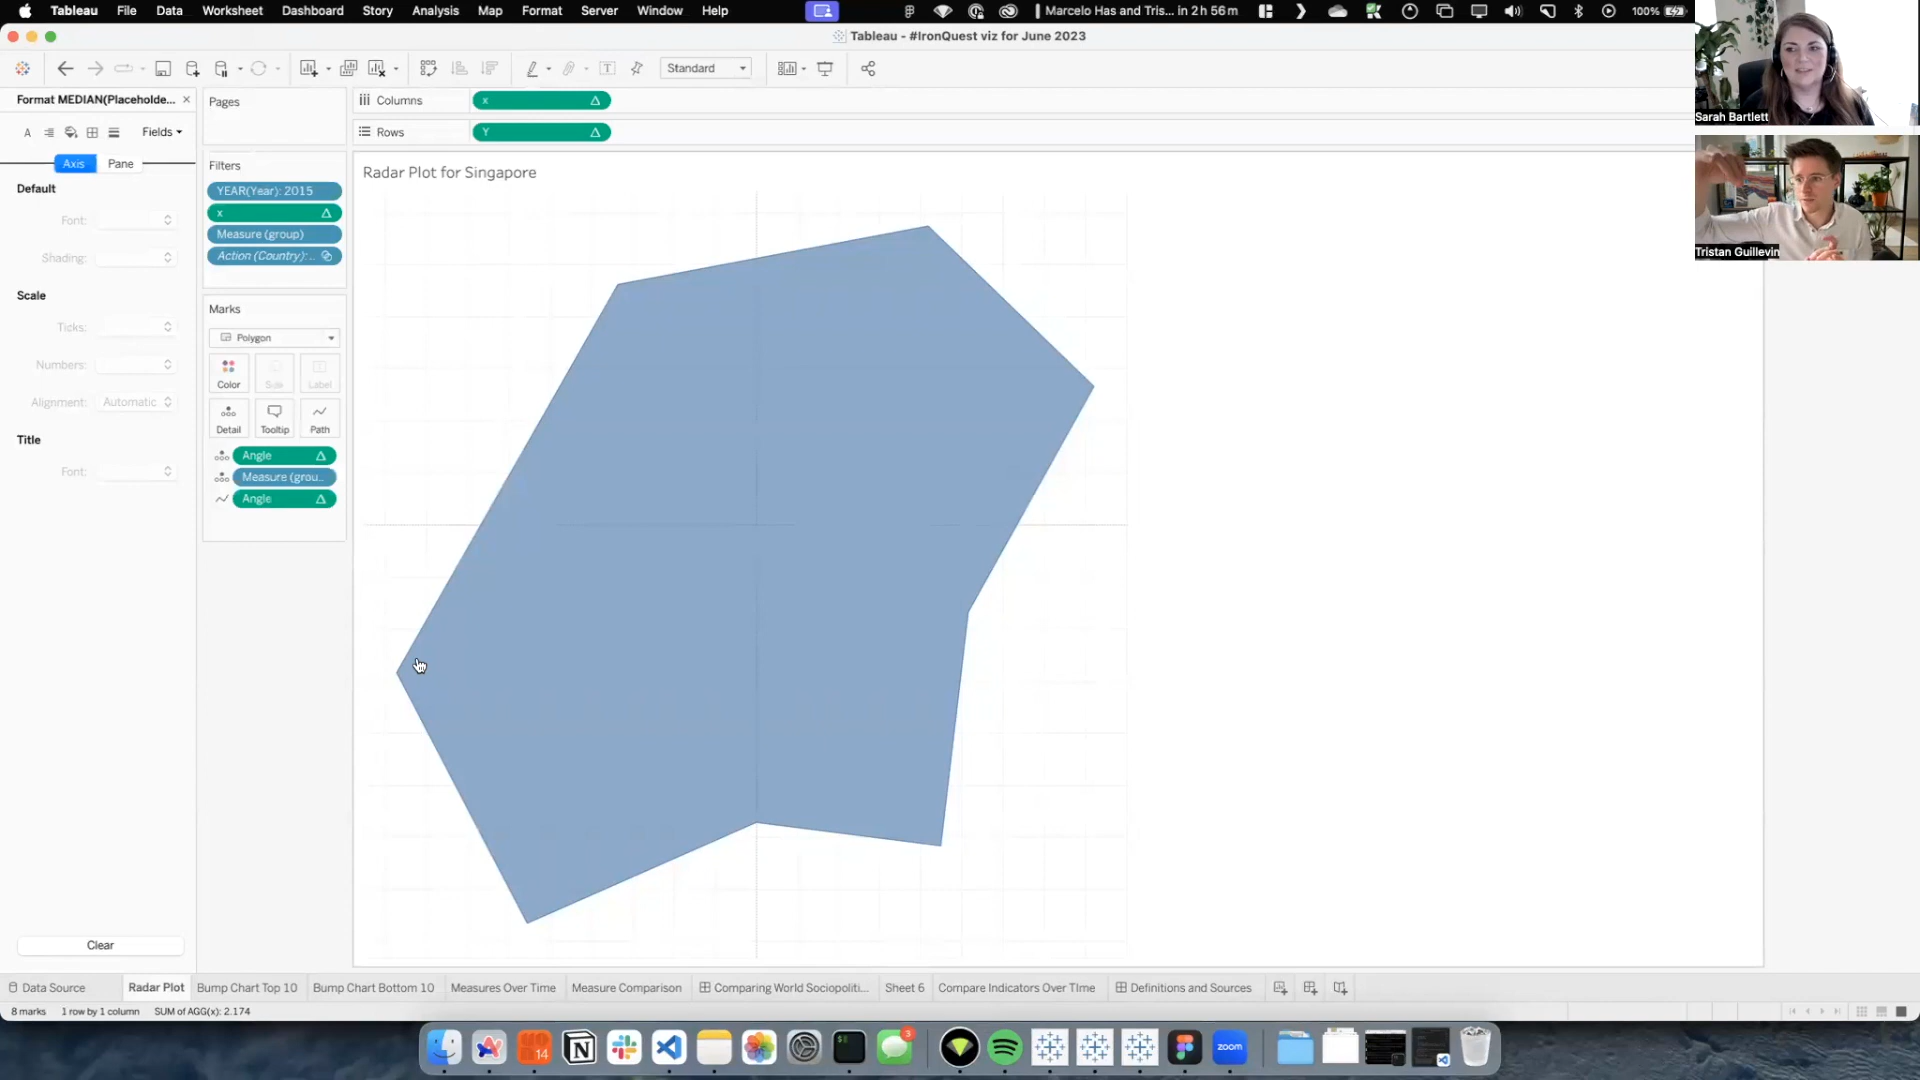 Tableau File Data Worksheet Dashboard Story Analysis Map Format Server Window Help
Marcelo Has and Tris... in 2 h 56 m
100%
Tableau - #IronQuest viz for June 2023
Standard
Format MEDIAN(Placeholde...
Fields
Axis Pane
Default
Font:
Shading:
Scale
Ticks:
Numbers:
Alignment: Automatic
Title
Font:
Clear
Pages
Filters
YEAR(Year): 2015
x
Measure (group)
Action (Country): ..
Marks
Polygon
Color Size Label
Detail Tooltip Path
Angle
Measure (grou..
Angle
Columns x
Rows Y
Radar Plot for Singapore
Sarah Bartlett
Tristan Guillevin
Data Source Radar Plot Bump Chart Top 10 Bump Chart Bottom 10 Measures Over Time Measure Comparison Comparing World Sociopoliti... Sheet 6 Compare Indicators Over TIme Definitions and Sources
8 marks 1 row by 1 column SUM of AGG(x): 2.174
14
3
zoom